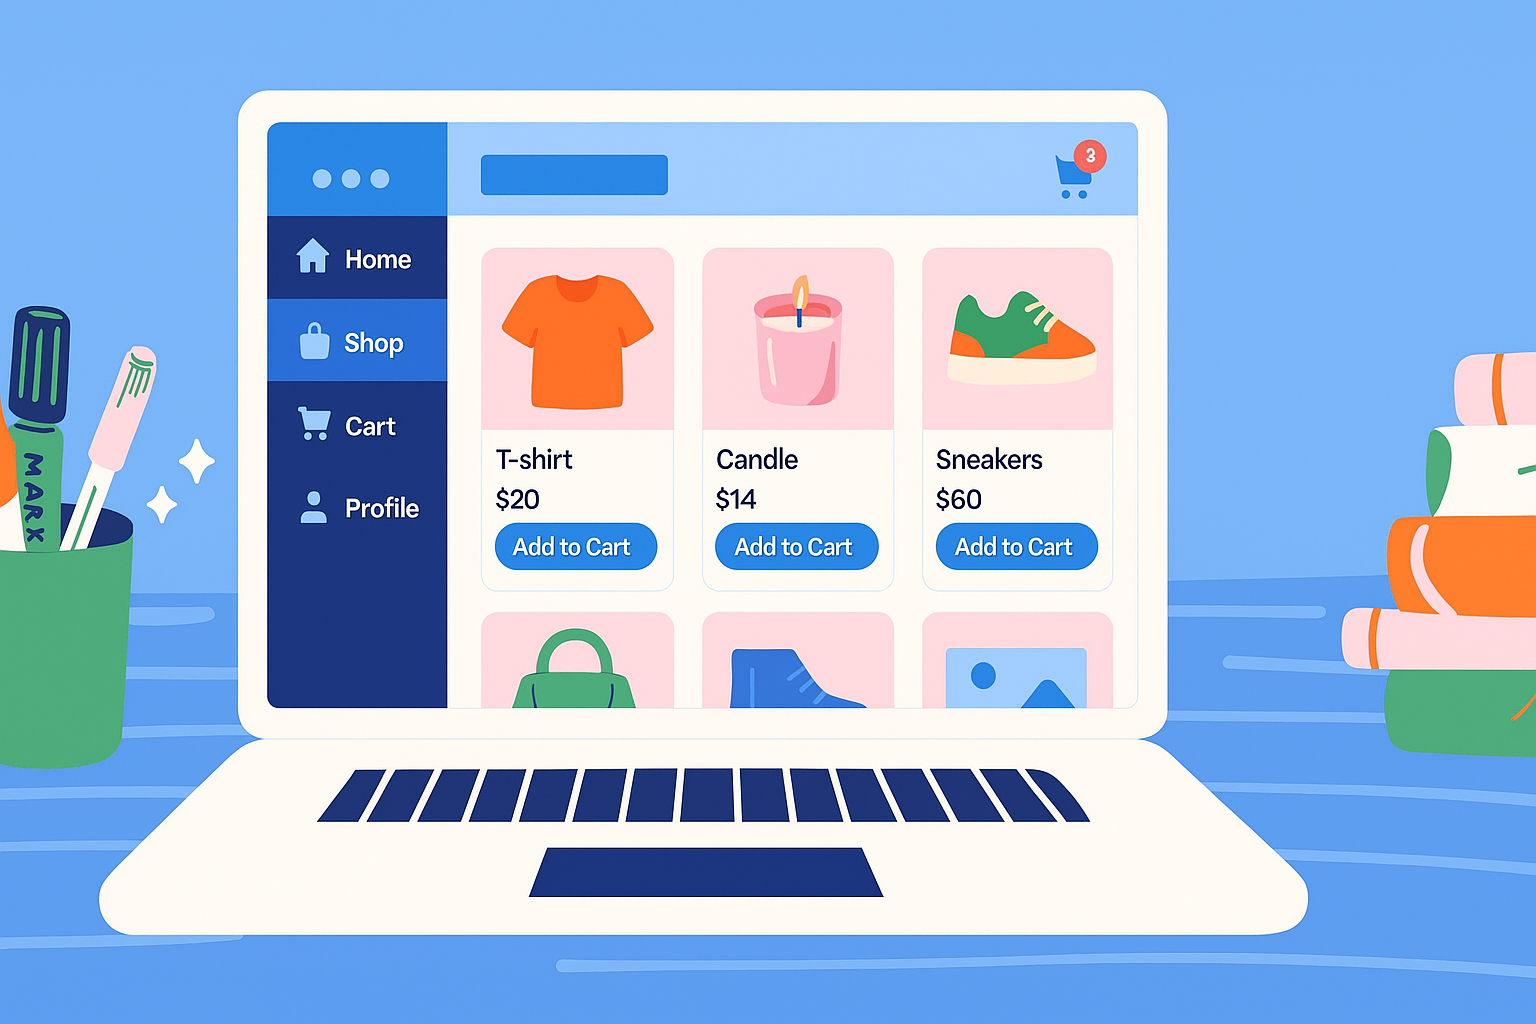 3
Home
Shop
Cart
Profile
T-shirt
$20
Add to Cart
Candle
$14
Add to Cart
Sneakers
$60
Add to Cart
MARX